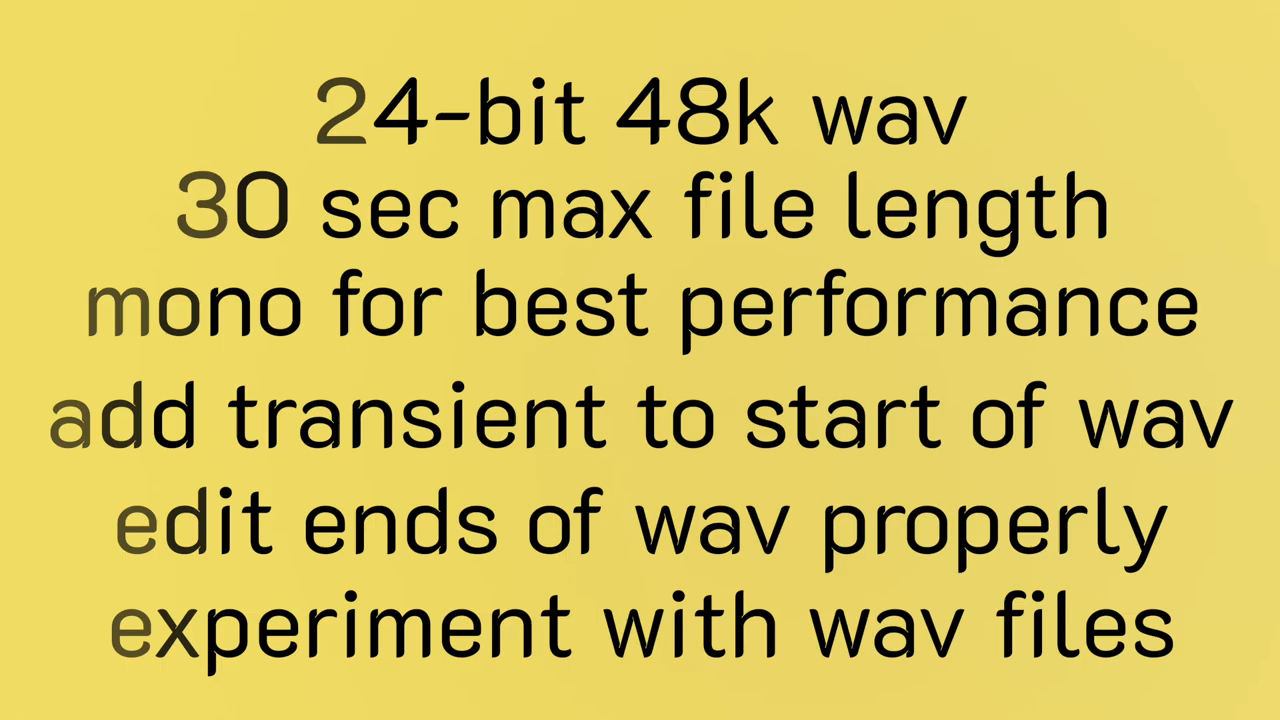 24-bit 48k wav
30 sec max file length
mono for best performance
add transient to start of wav
edit ends of wav properly
experiment with wav files